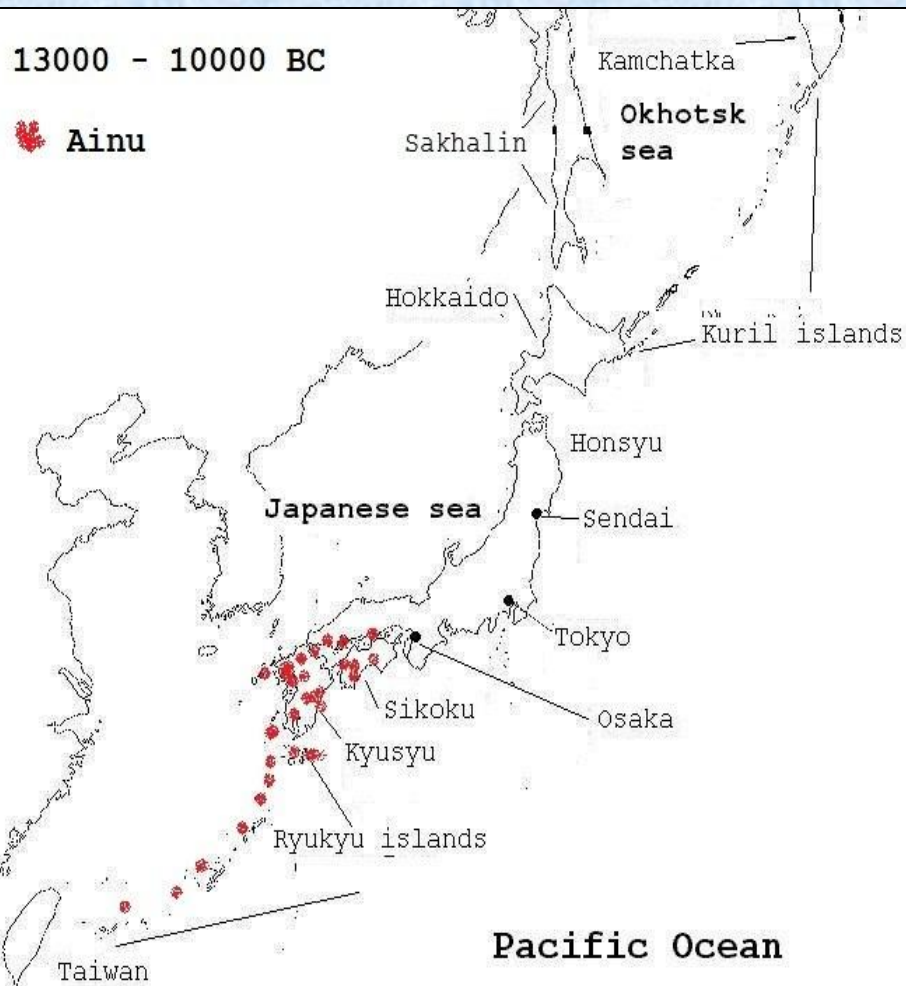 13000 - 10000 BC
Kamchatka
Ainu
Okhotsk
sea
Sakhalin
Hokkaido
Kuril islands
Honsyu
Japanese sea
Sendai
Tokyo
Sikoku
Osaka
Kyusyu
Ryukyu islands
Pacific Ocean
Taiwan